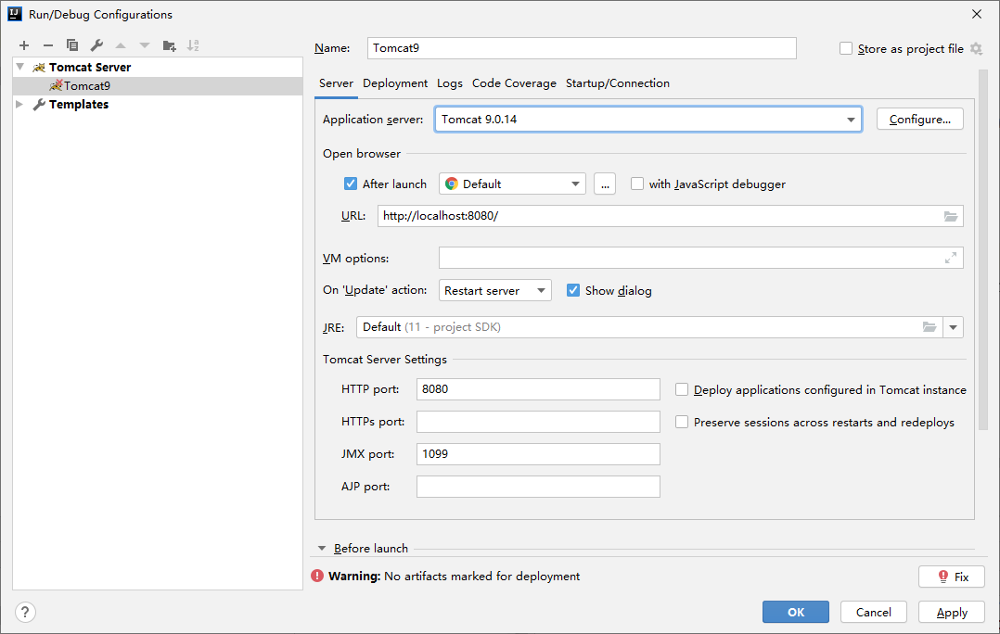 Run/Debug Configurations
Tomcat Server
Tomcat9
Templates
Name: Tomcat9
Store as project file
Server Deployment Logs Code Coverage Startup/Connection
Application server: Tomcat 9.0.14 Configure...
Open browser
After launch Default ... with JavaScript debugger
URL: http://localhost:8080/
VM options:
On 'Update' action: Restart server Show dialog
JRE: Default (11 - project SDK)
Tomcat Server Settings
HTTP port: 8080 Deploy applications configured in Tomcat instance
HTTPs port: Preserve sessions across restarts and redeploys
JMX port: 1099
AJP port:
Before launch
Warning: No artifacts marked for deployment Fix
? OK Cancel Apply